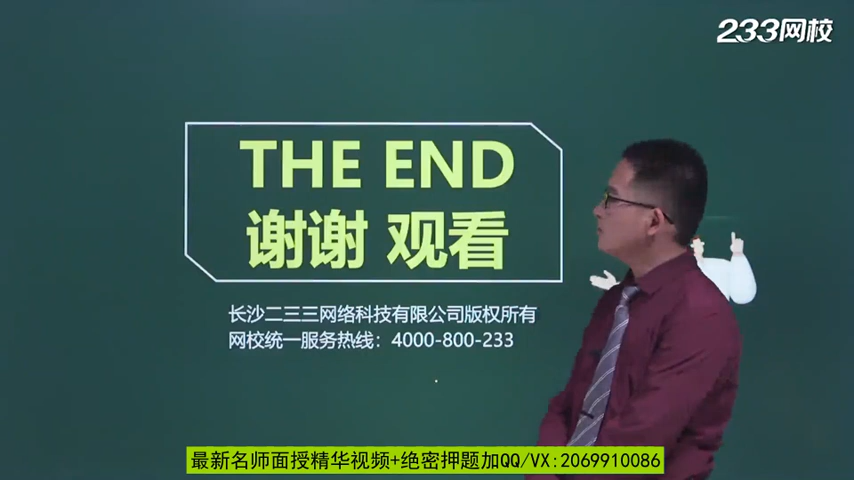 233网校
THE END
谢谢 观看
长沙二三三网络科技有限公司版权所有
网校统一服务热线：4000-800-233
最新名师面授精华视频+绝密押题加QQ/VX:2069910086